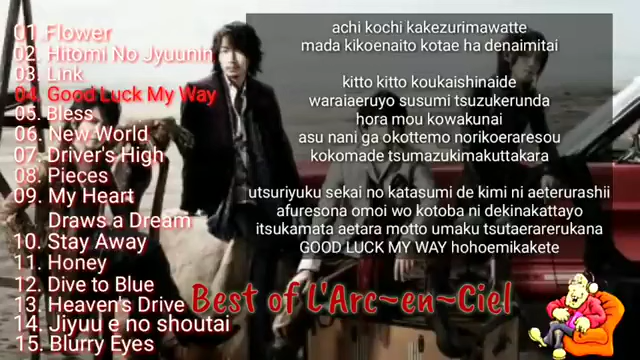 01. Flower
02. Hitomi No Jyuunin
03. Link
04. Good Luck My Way
05. Bless
06. New World
07. Driver's High
08. Pieces
09. My Heart
Draws a Dream
10. Stay Away
11. Honey
12. Dive to Blue
13. Heaven's Drive
14. Jiyuu e no shoutai
15. Blurry Eyes
achi kochi kakezurimawatte
mada kikoenaito kotae ha denaimitai
kitto kitto koukaishinaide
waraiaeruyo susumi tsuzukerunda
hora mou kowakunai
asu nani ga okottemo norikoeraresou
kokomade tsumazukimakuttakara
utsuriyuku sekai no katasumi de kimi ni aeterurashii
afuresona omoi wo kotoba ni dekinakattayo
itsukamata aetara motto umaku tsutaerarerukana
GOOD LUCK MY WAY hohoemikakete
Best of L'Arc~en~Ciel